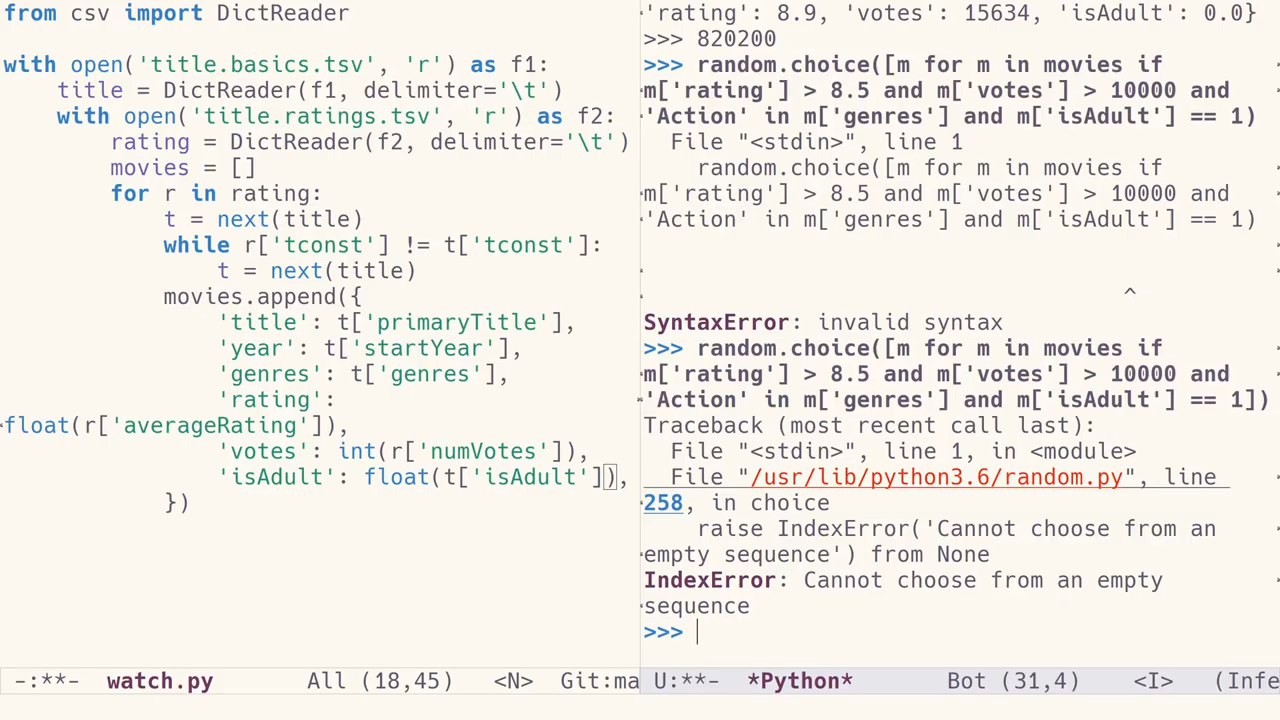 from csv import DictReader
with open('title.basics.tsv', 'r') as f1:
    title = DictReader(f1, delimiter='\t')
    with open('title.ratings.tsv', 'r') as f2:
        rating = DictReader(f2, delimiter='\t')
        movies = []
        for r in rating:
            t = next(title)
            while r['tconst'] != t['tconst']:
                t = next(title)
            movies.append({
                'title': t['primaryTitle'],
                'year': t['startYear'],
                'genres': t['genres'],
                'rating':
float(r['averageRating']),
                'votes': int(r['numVotes']),
                'isAdult': float(t['isAdult']),
            })
-:**-  watch.py       All (18,45)   <N>  Git:ma
'rating': 8.9, 'votes': 15634, 'isAdult': 0.0}
>>> 820200
>>> random.choice([m for m in movies if
m['rating'] > 8.5 and m['votes'] > 10000 and
'Action' in m['genres'] and m['isAdult'] == 1)
  File "<stdin>", line 1
    random.choice([m for m in movies if
m['rating'] > 8.5 and m['votes'] > 10000 and
'Action' in m['genres'] and m['isAdult'] == 1)
^
SyntaxError: invalid syntax
>>> random.choice([m for m in movies if
m['rating'] > 8.5 and m['votes'] > 10000 and
'Action' in m['genres'] and m['isAdult'] == 1])
Traceback (most recent call last):
  File "<stdin>", line 1, in <module>
  File "/usr/lib/python3.6/random.py", line
258, in choice
    raise IndexError('Cannot choose from an
empty sequence') from None
IndexError: Cannot choose from an empty
sequence
>>>
U:**-  *Python*       Bot (31,4)    <I>   (Infe